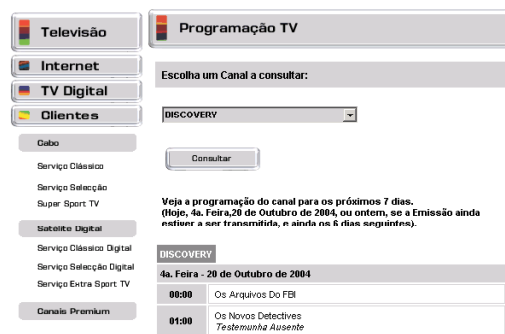 Televisão
Internet
TV Digital
Clientes
Cabo
Serviço Clássico
Serviço Selecção
Super Sport TV
Satélite Digital
Serviço Clássico Digital
Serviço Selecção Digital
Serviço Extra Sport TV
Canais Premium
Programação TV
Escolha um Canal a consultar:
DISCOVERY
Consultar
Veja a programação do canal para os próximos 7 dias.
(Hoje, 4a. Feira,20 de Outubro de 2004, ou ontem, se a Emissão ainda
estiver a ser transmitida, e ainda os 6 dias seguintes).
DISCOVERY
4a. Feira - 20 de Outubro de 2004
00:00 Os Arquivos Do FBI
01:00 Os Novos Detectives
Testemunha Ausente